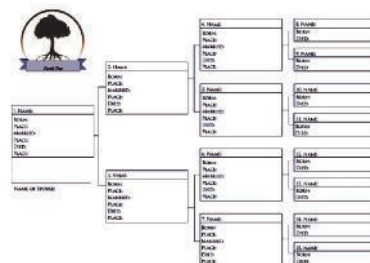 1. NAME
BORN:
PLACE:
MARRIED:
PLACE:
DIED:
PLACE:
NAME OF SPOUSE
2. NAME
BORN:
PLACE:
MARRIED:
PLACE:
DIED:
PLACE:
3. NAME
BORN:
PLACE:
MARRIED:
PLACE:
DIED:
PLACE:
4. NAME
BORN:
PLACE:
MARRIED:
PLACE:
DIED:
PLACE:
5. NAME
BORN:
PLACE:
MARRIED:
PLACE:
DIED:
PLACE:
6. NAME
BORN:
PLACE:
MARRIED:
PLACE:
DIED:
PLACE:
7. NAME
BORN:
PLACE:
MARRIED:
PLACE:
DIED:
PLACE:
8. NAME
BORN:
DIED:
9. NAME
BORN:
DIED:
10. NAME
BORN:
DIED:
11. NAME
BORN:
DIED:
12. NAME
BORN:
DIED:
13. NAME
BORN:
DIED:
14. NAME
BORN:
DIED:
15. NAME
BORN:
DIED: